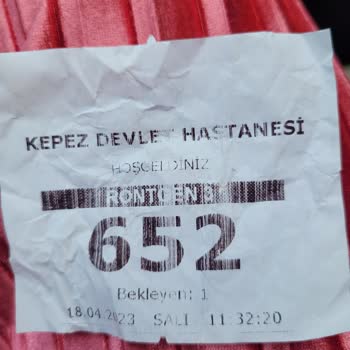 KEPEZ DEVLET HASTANESİ
HOŞGELDİNİZ
RÖNTGEN
652
Bekleyen: 1
18.04.2023 SALI 11:32:20